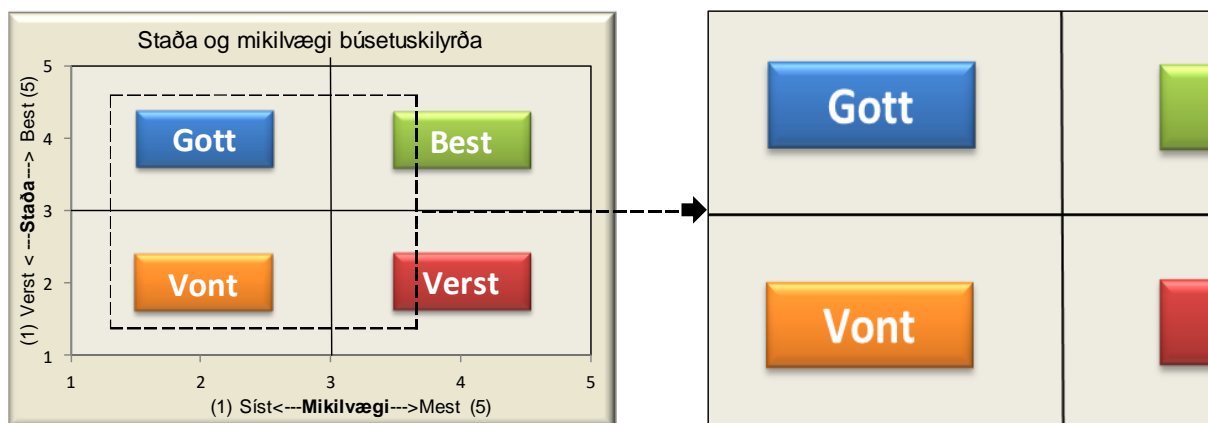 Staða og mikilvægi búsetuskilyrða
(1) Verst < ---Staða---> Best (5)
5
4
3
2
1
Gott
Best
Vont
Verst
1 2 3 4 5
(1) Síst<---Mikilvægi--->Mest (5)
Gott
Vont